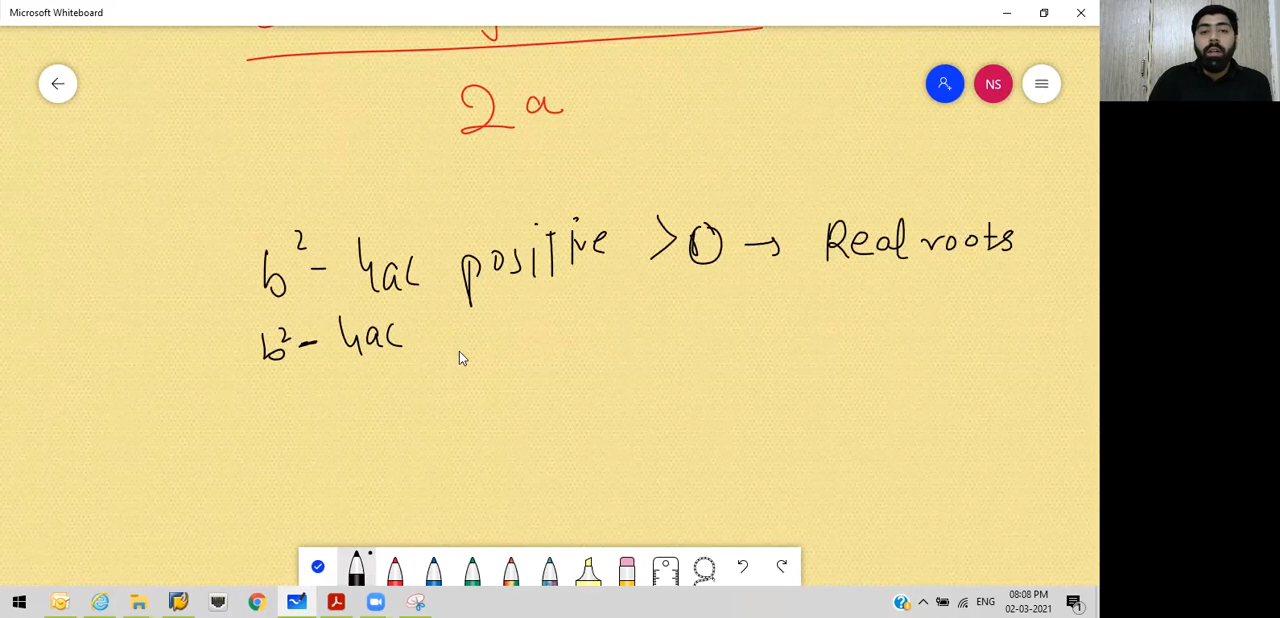 Microsoft Whiteboard
NS
2a
b² - 4ac positive > 0 → Real roots
b² - 4ac
ENG
08:08 PM
02-03-2021
1